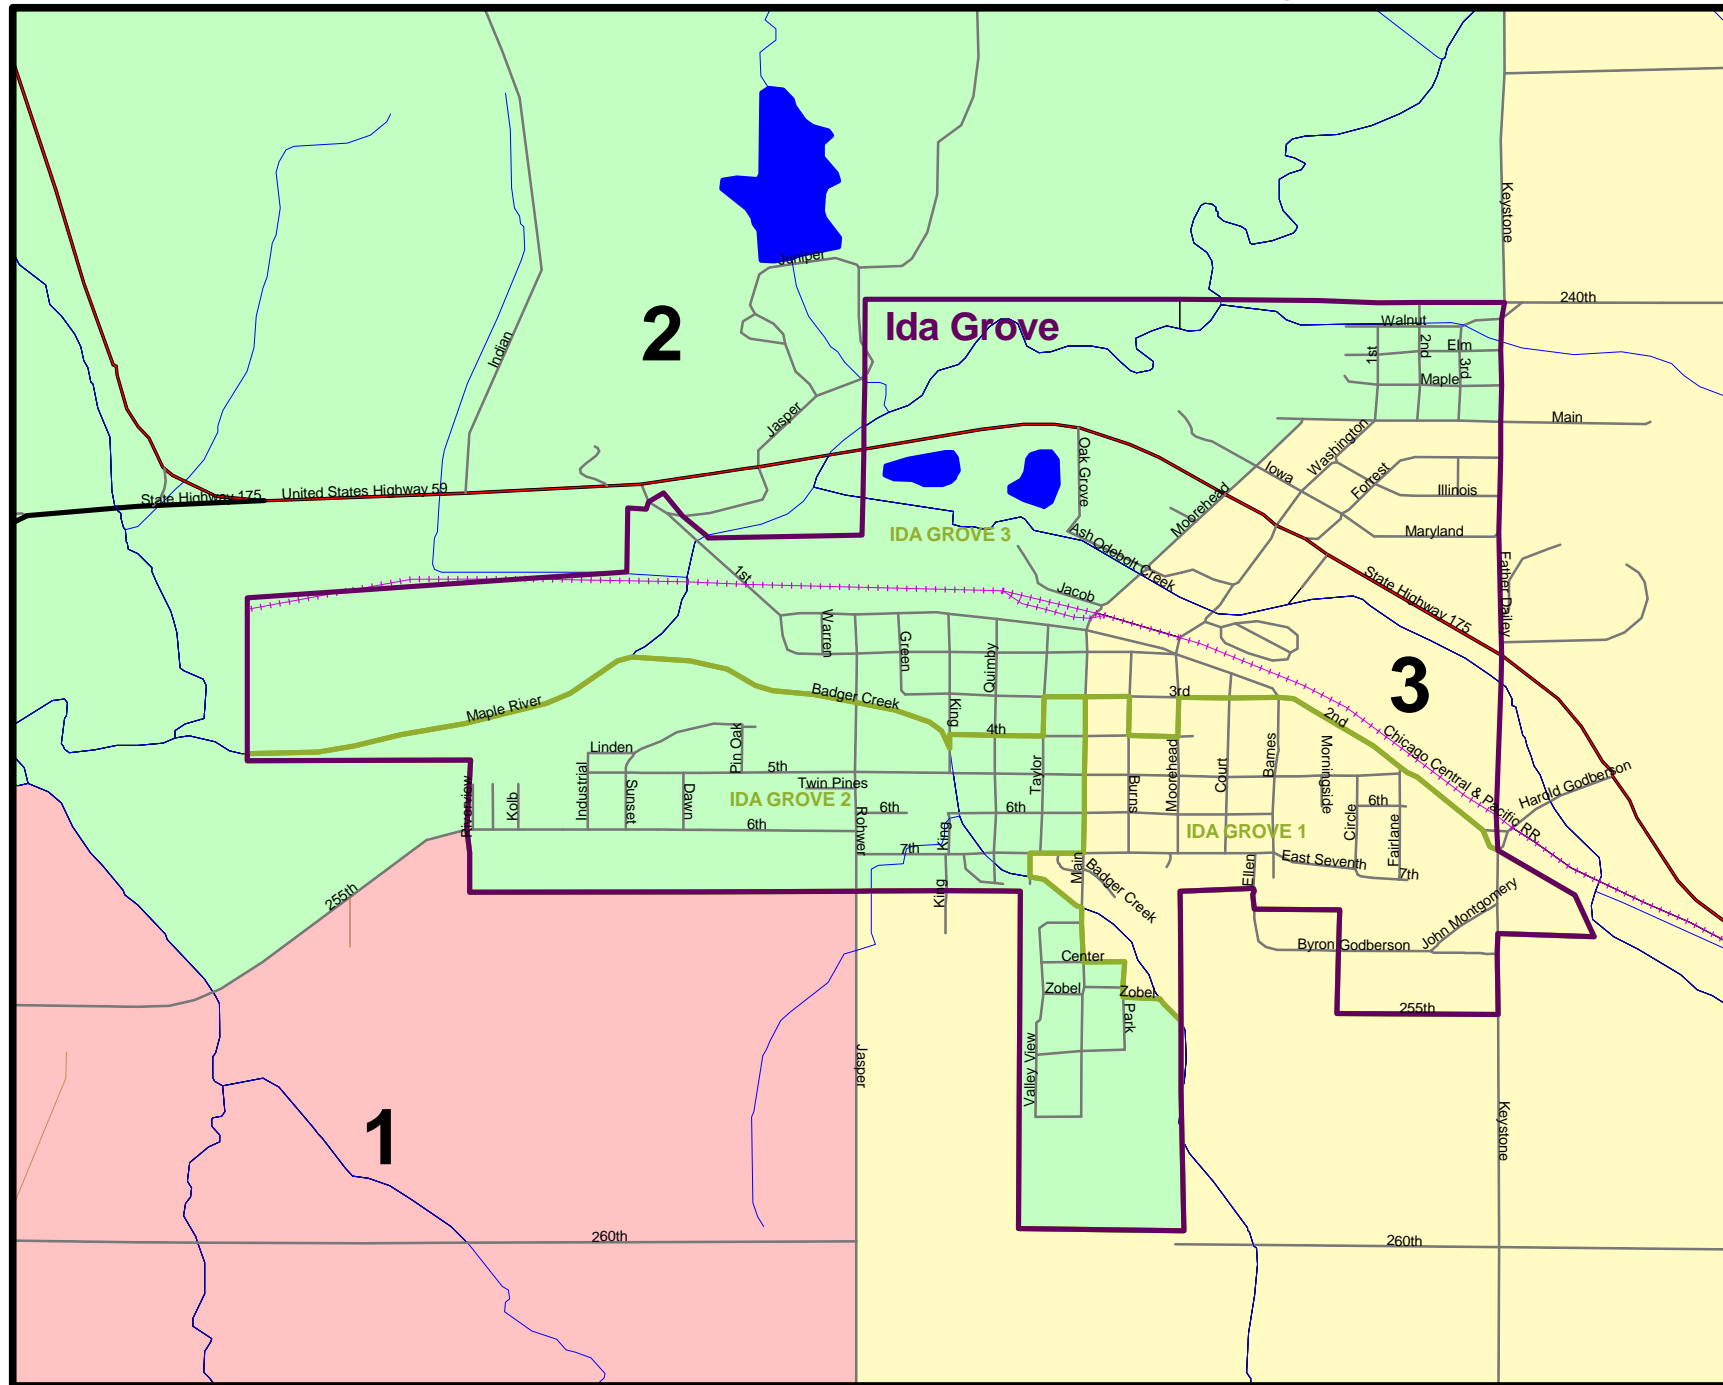 Keystone
Juniper
240th
2
Ida Grove
Walnut
Indian
1st
2nd
Elm
3rd
Maple
Jasper
Main
Washington
Oak Grove
Iowa
Forrest
Illinois
State Highway 175
United States Highway 59
Moorehead
IDA GROVE 3
Ash
Odebolt Creek
Maryland
1st
Jacob
State Highway 175
Father Dailey
Warren
Green
Quimby
3
Maple River
Badger Creek
King
3rd
2nd
4th
Linden
Pin Oak
Taylor
Moorehead
Court
Barnes
Morningside
Chicago Central & Pacific RR
5th
Twin Pines
Harold Godberson
Riverview
Kolb
Industrial
Sunset
Dawn
IDA GROVE 2
6th
Rohwer
6th
6th
Burns
Circle
6th
Fairlane
IDA GROVE 1
King
7th
Main
Badger Creek
Ellen
East Seventh
7th
255th
King
John Montgomery
Byron Godberson
Center
Zobel
Zobel
Park
255th
Jasper
Valley View
1
Keystone
260th
260th